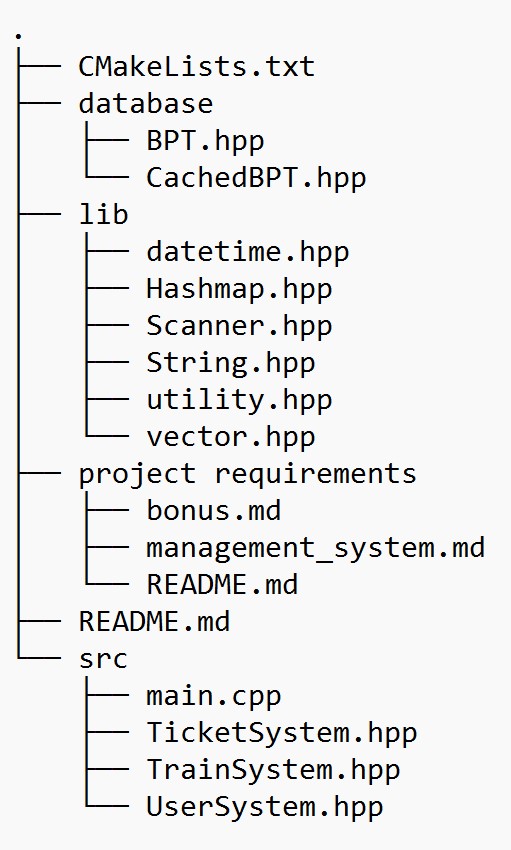 .
├── CMakeLists.txt
├── database
│   ├── BPT.hpp
│   └── CachedBPT.hpp
├── lib
│   ├── datetime.hpp
│   ├── Hashmap.hpp
│   ├── Scanner.hpp
│   ├── String.hpp
│   ├── utility.hpp
│   └── vector.hpp
├── project requirements
│   ├── bonus.md
│   ├── management_system.md
│   └── README.md
├── README.md
└── src
    ├── main.cpp
    ├── TicketSystem.hpp
    ├── TrainSystem.hpp
    └── UserSystem.hpp